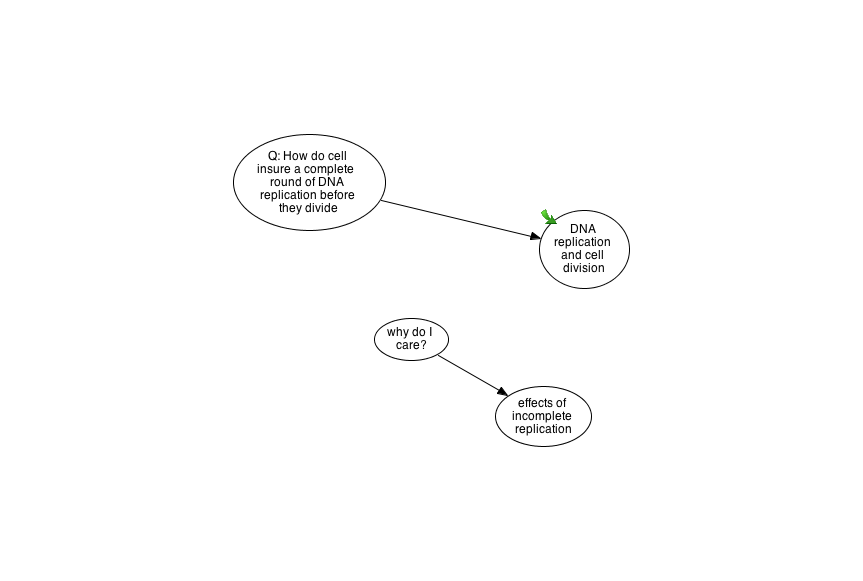 Q: How do cell
insure a complete
round of DNA
replication before
they divide
DNA
replication
and cell
division
why do I
care?
effects of
incomplete
replication